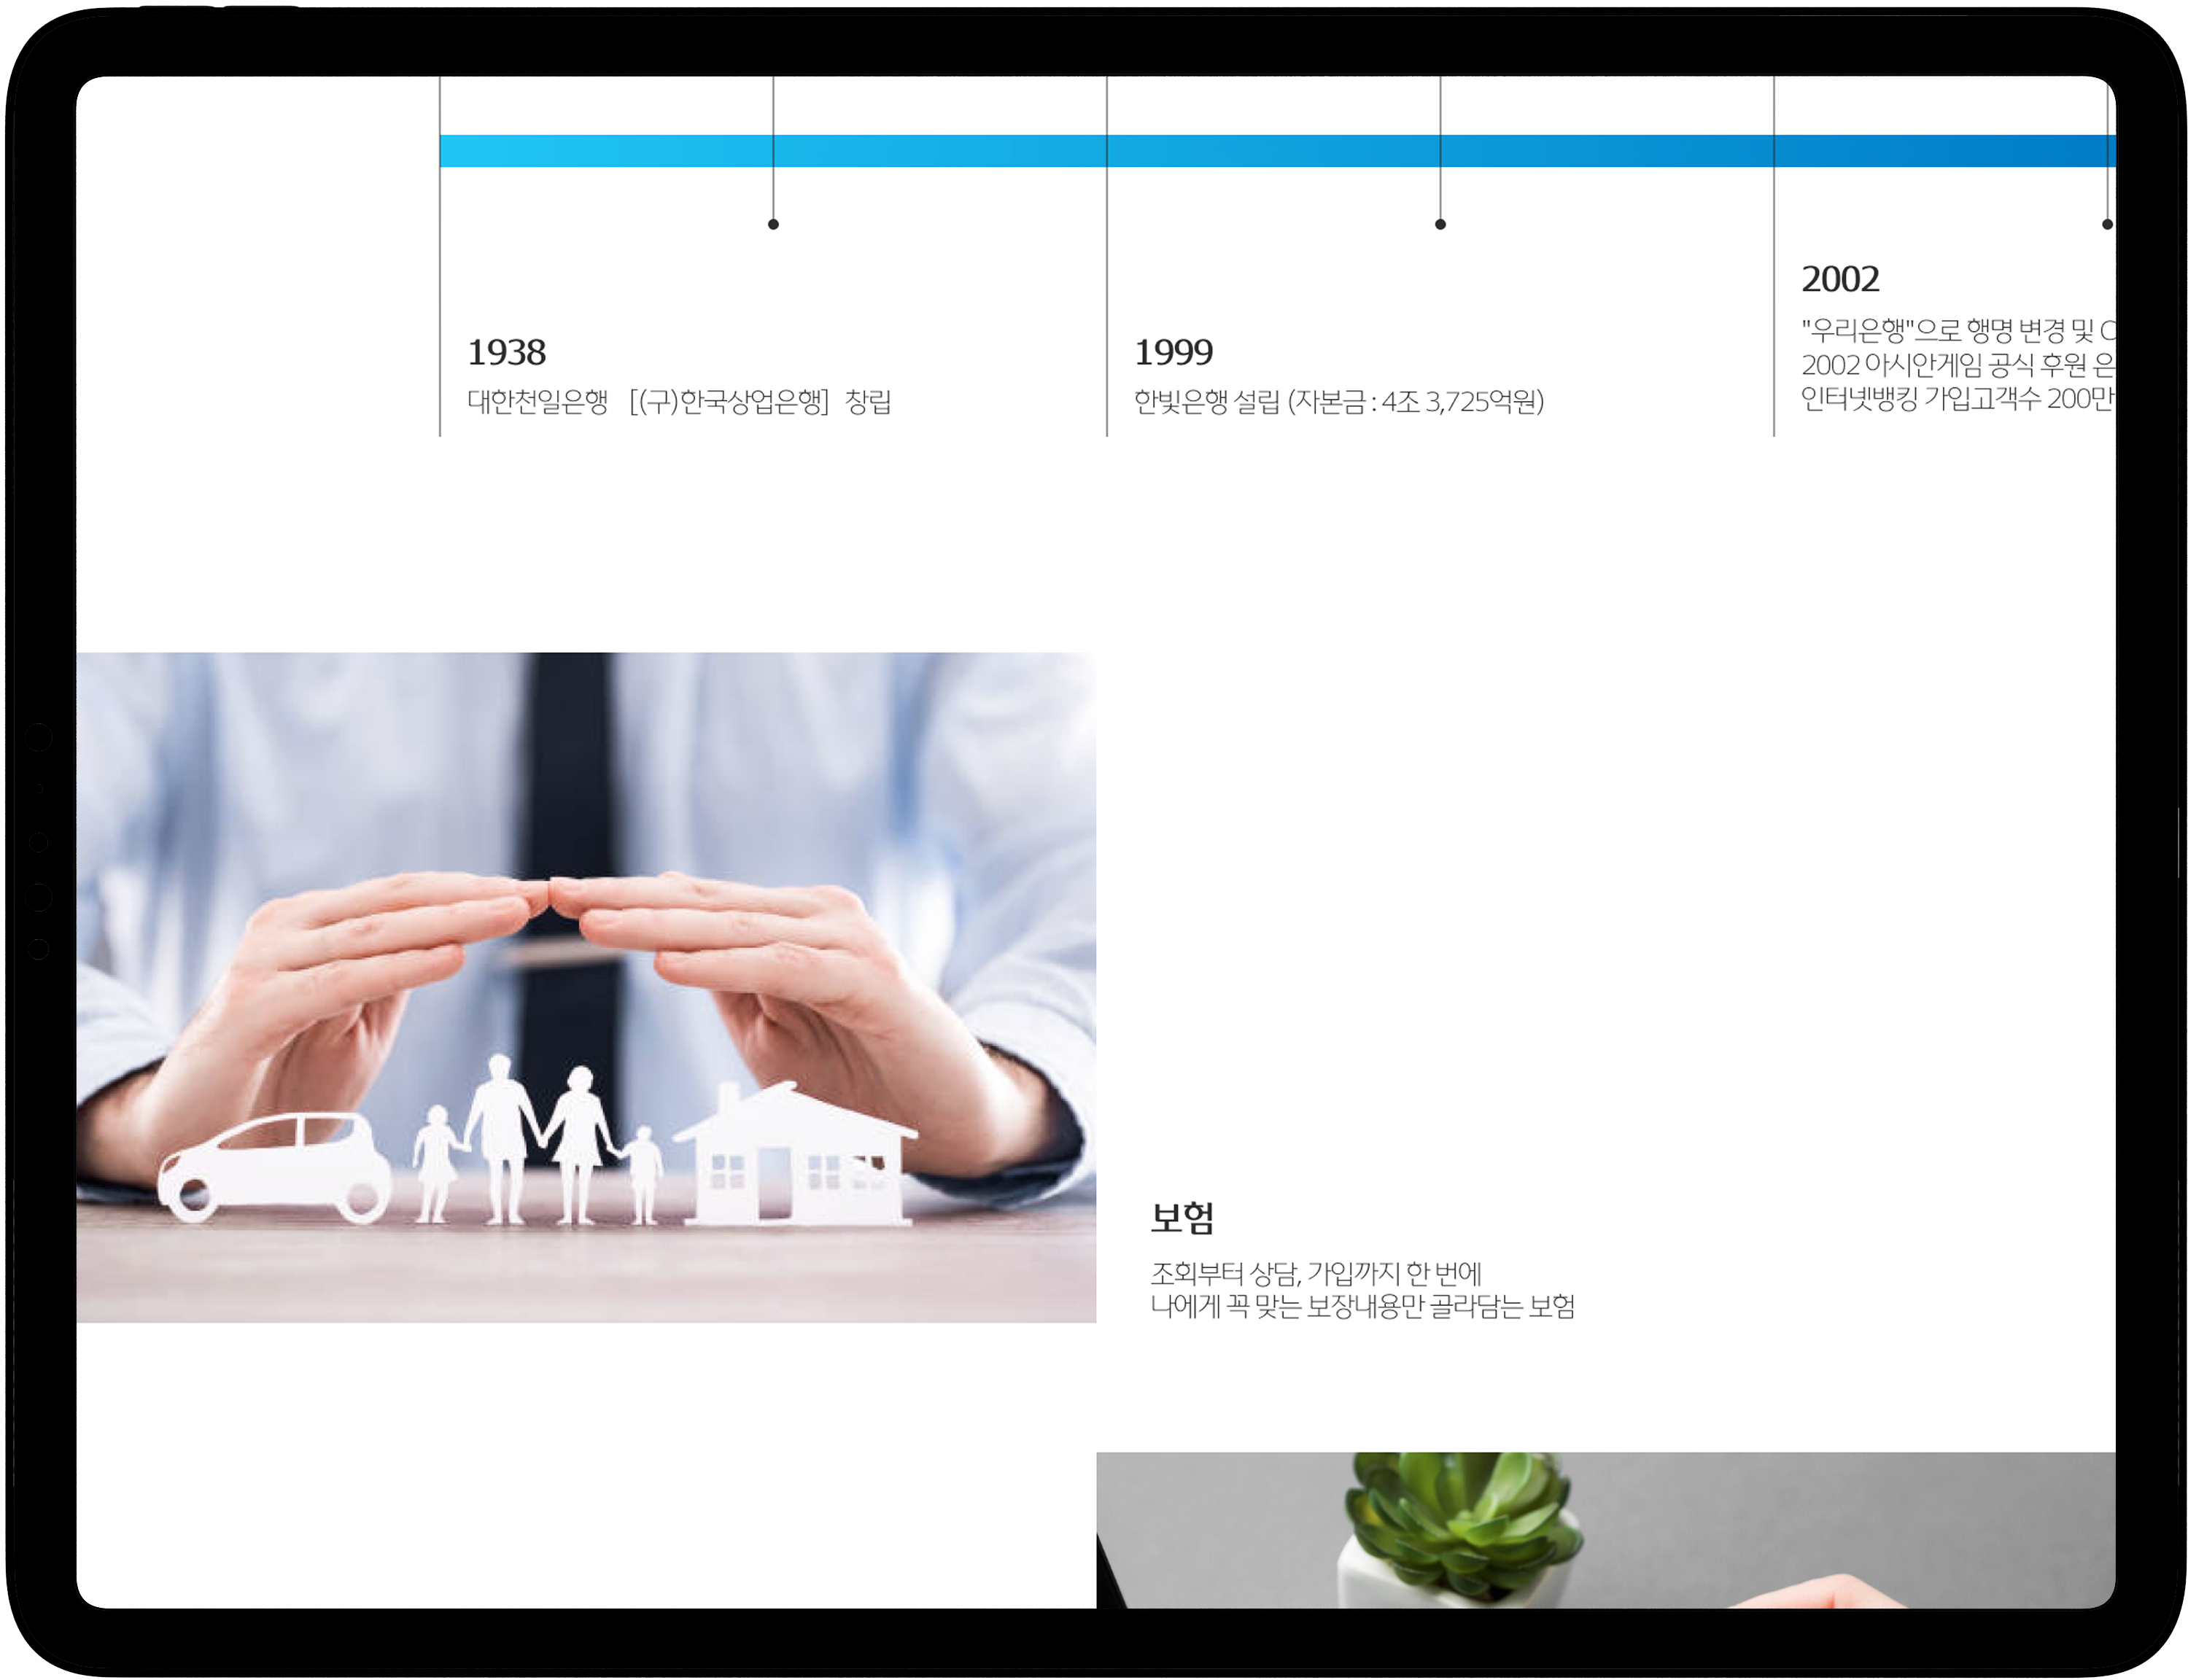 1938
대한천일은행 [(구)한국상업은행] 창립
1999
한빛은행 설립 (자본금 : 4조 3,725억원)
2002
"우리은행"으로 행명 변경 및
2002 아시안게임 공식 후원 은
인터넷뱅킹 가입고객수 200만
보험
조회부터 상담, 가입까지 한 번에
나에게 꼭 맞는 보장내용만 골라담는 보험